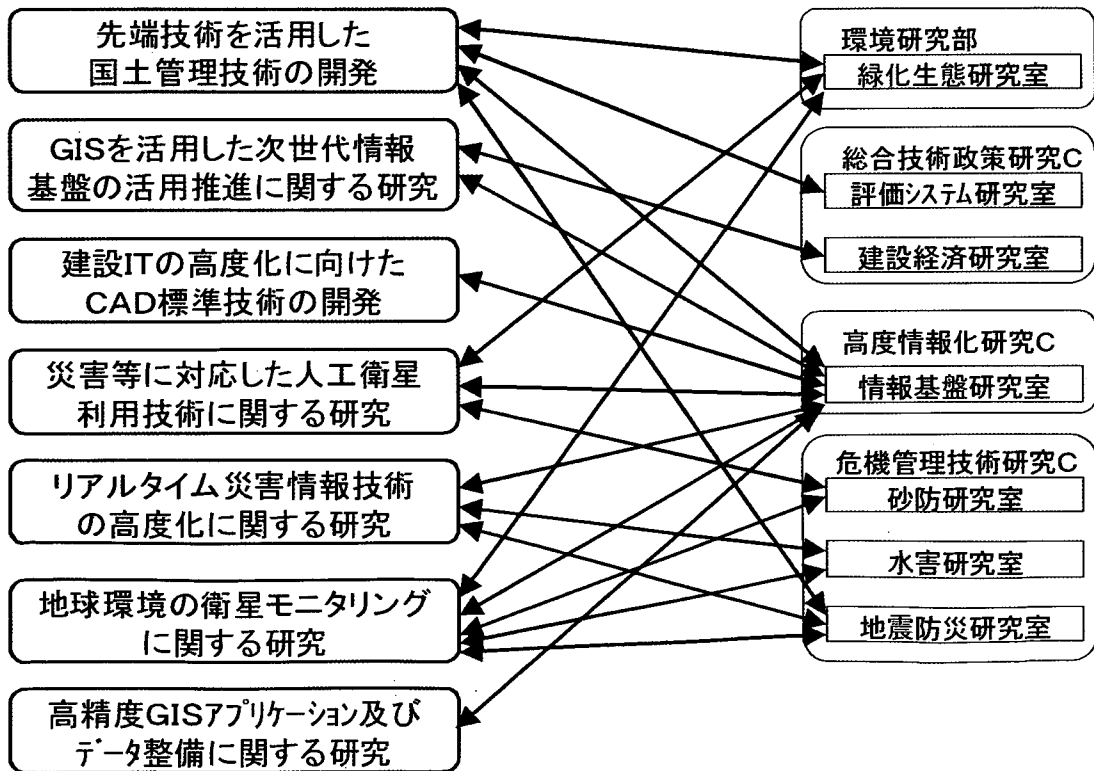 先端技術を活用した
国土管理技術の開発
GISを活用した次世代情報
基盤の活用推進に関する研究
建設ITの高度化に向けた
CAD標準技術の開発
災害等に対応した人工衛星
利用技術に関する研究
リアルタイム災害情報技術
の高度化に関する研究
地球環境の衛星モニタリング
に関する研究
高精度GISアプリケーション及び
データ整備に関する研究
環境研究部
緑化生態研究室
総合技術政策研究C
評価システム研究室
建設経済研究室
高度情報化研究C
情報基盤研究室
危機管理技術研究C
砂防研究室
水害研究室
地震防災研究室